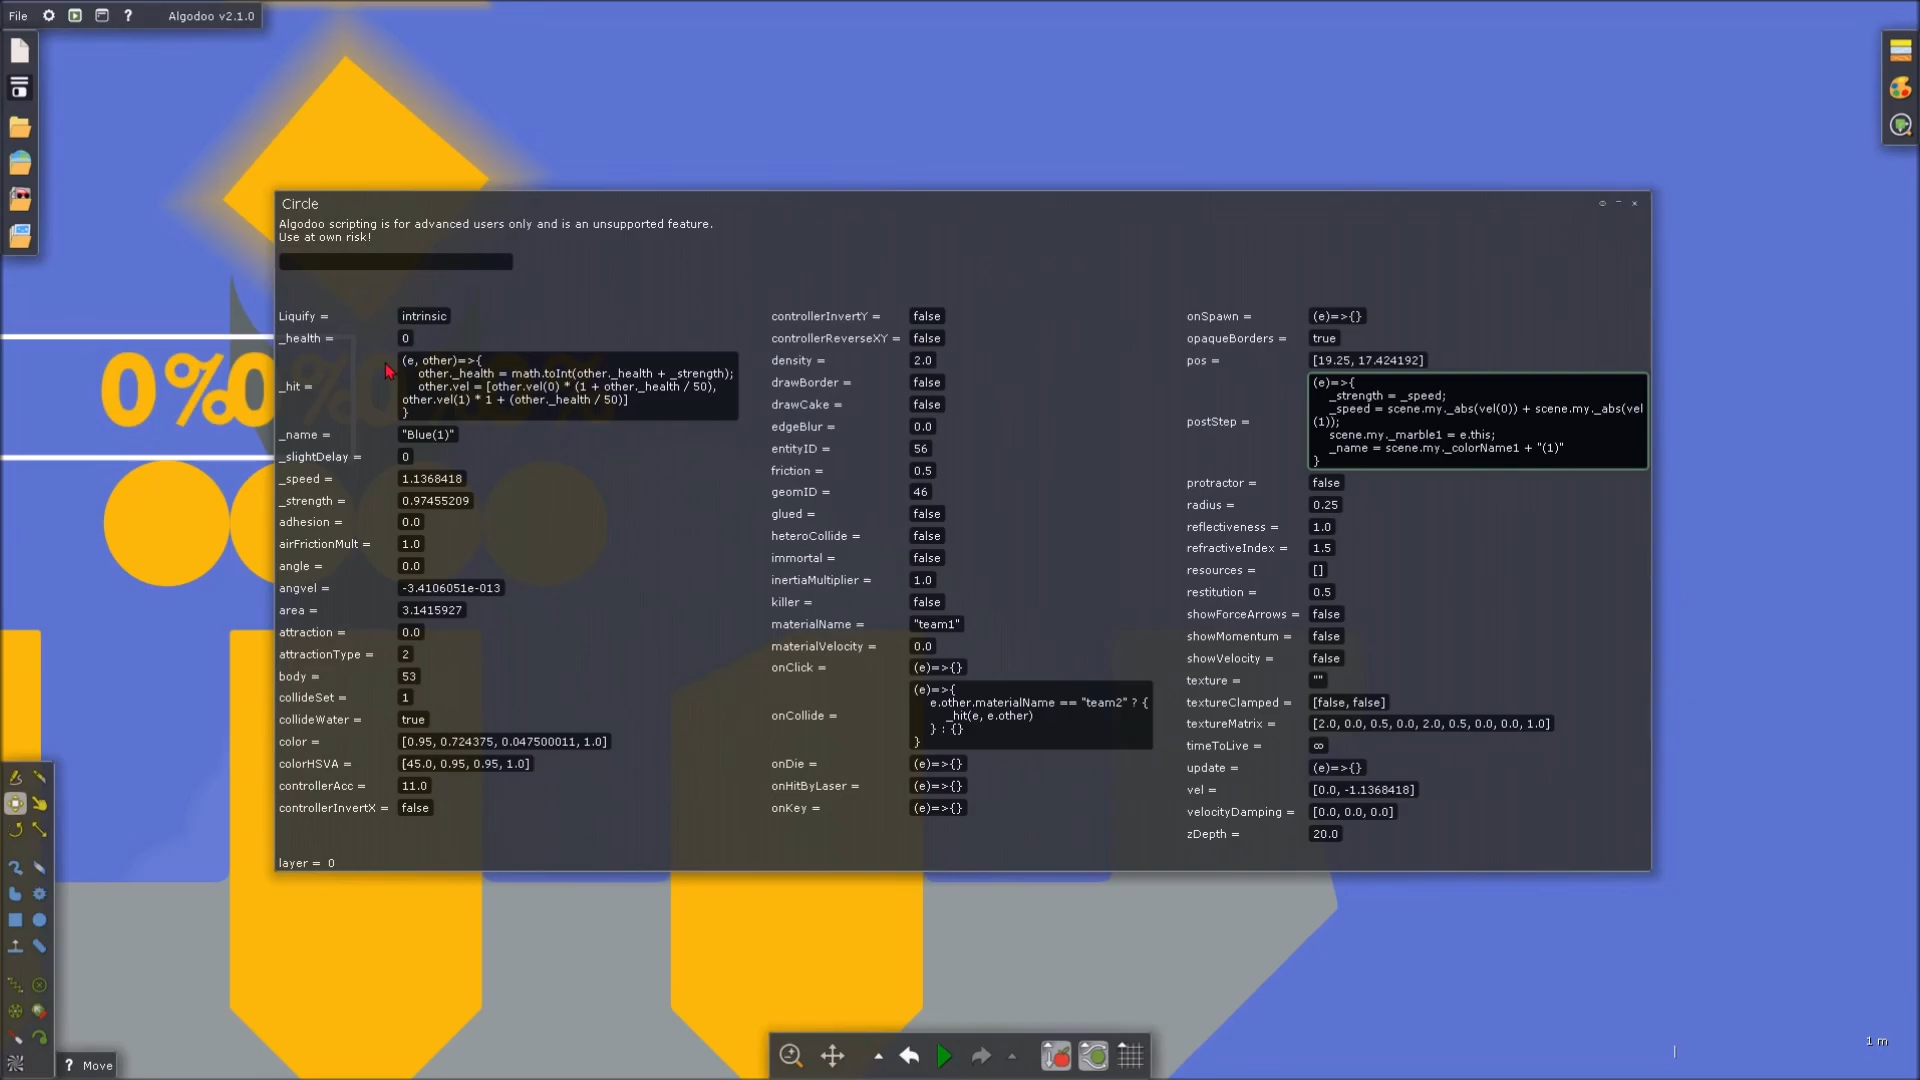 File
?
Algodoo v2.1.0
Circle
Algodoo scripting is for advanced users only and is an unsupported feature.
Use at own risk!
0%0
Liquify = intrinsic
_health = 0
_hit =
(e, other)=>{
other._health = math.toInt(other._health + _strength);
other.vel = [other.vel(0) * (1 + other._health / 50),
other.vel(1) * 1 + (other._health / 50)]
}
_name = "Blue(1)"
_slightDelay = 0
_speed = 1.1368418
_strength = 0.97455209
adhesion = 0.0
airFrictionMult = 1.0
angle = 0.0
angvel = -3.4106051e-013
area = 3.1415927
attraction = 0.0
attractionType = 2
body = 53
collideSet = 1
collideWater = true
color = [0.95, 0.724375, 0.047500011, 1.0]
colorHSVA = [45.0, 0.95, 0.95, 1.0]
controllerAcc = 11.0
controllerInvertX = false
layer = 0
controllerInvertY = false
controllerReverseXY = false
density = 2.0
drawBorder = false
drawCake = false
edgeBlur = 0.0
entityID = 56
friction = 0.5
geomID = 46
glued = false
heteroCollide = false
immortal = false
inertiaMultiplier = 1.0
killer = false
materialName = "team1"
materialVelocity = 0.0
onClick = (e)=>{}
onCollide =
(e)=>{
e.other.materialName == "team2" ? {
_hit(e, e.other)
} : {}
}
onDie = (e)=>{}
onHitByLaser = (e)=>{}
onKey = (e)=>{}
onSpawn = (e)=>{}
opaqueBorders = true
pos = [19.25, 17.424192]
postStep =
(e)=>{
_strength = _speed;
_speed = scene.my._abs(vel(0)) + scene.my._abs(vel
(1));
scene.my._marble1 = e.this;
_name = scene.my._colorName1 + "(1)"
}
protractor = false
radius = 0.25
reflectiveness = 1.0
refractiveIndex = 1.5
resources = []
restitution = 0.5
showForceArrows = false
showMomentum = false
showVelocity = false
texture = ""
textureClamped = [false, false]
textureMatrix = [2.0, 0.0, 0.5, 0.0, 2.0, 0.5, 0.0, 0.0, 1.0]
timeToLive = ∞
update = (e)=>{}
vel = [0.0, -1.1368418]
velocityDamping = [0.0, 0.0, 0.0]
zDepth = 20.0
? Move
1 m